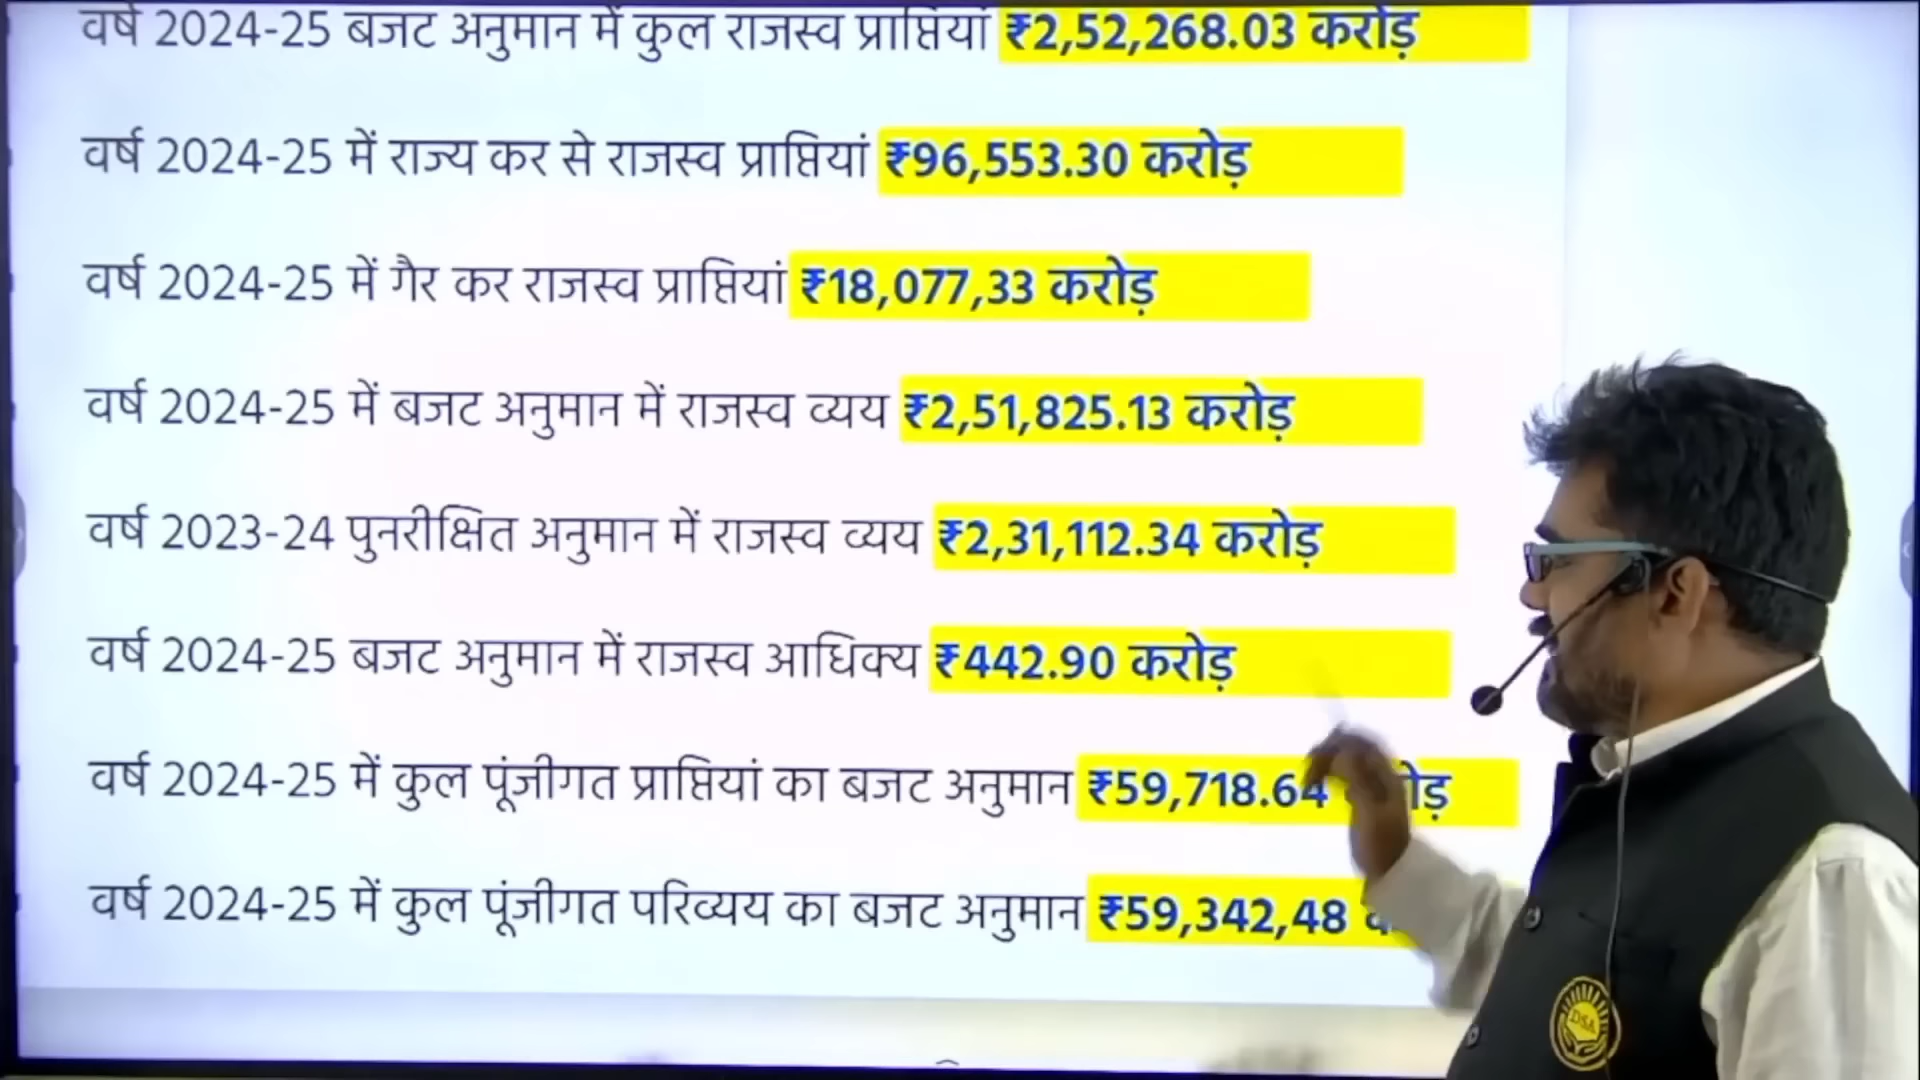 वर्ष 2024-25 बजट अनुमान में कुल राजस्व प्राप्तियां ₹2,52,268.03 करोड़
वर्ष 2024-25 में राज्य कर से राजस्व प्राप्तियां ₹96,553.30 करोड़
वर्ष 2024-25 में गैर कर राजस्व प्राप्तियां ₹18,077,33 करोड़
वर्ष 2024-25 में बजट अनुमान में राजस्व व्यय ₹2,51,825.13 करोड़
वर्ष 2023-24 पुनरीक्षित अनुमान में राजस्व व्यय ₹2,31,112.34 करोड़
वर्ष 2024-25 बजट अनुमान में राजस्व आधिक्य ₹442.90 करोड़
वर्ष 2024-25 में कुल पूंजीगत प्राप्तियां का बजट अनुमान ₹59,718.64
वर्ष 2024-25 में कुल पूंजीगत परिव्यय का बजट अनुमान ₹59,342,48
DSA